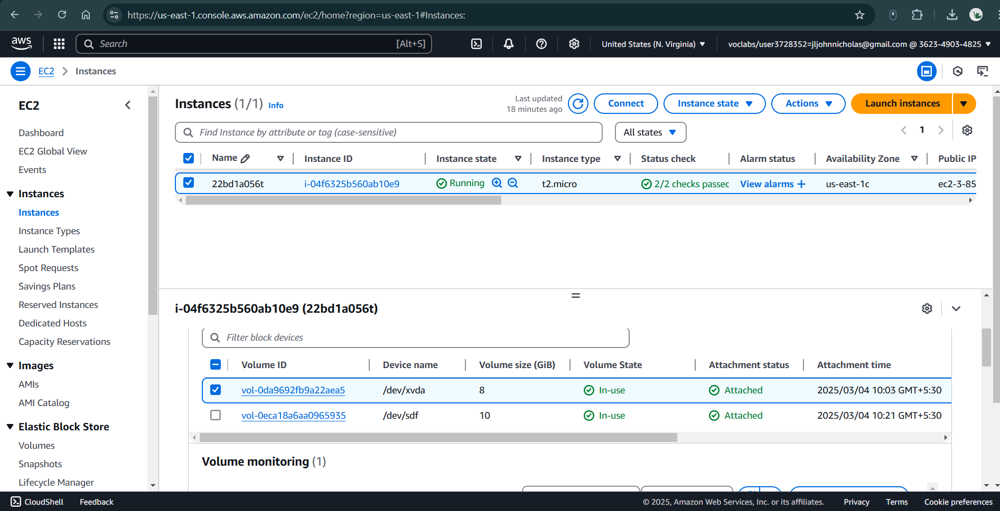 https://us-east-1.console.aws.amazon.com/ec2/home?region=us-east-1#Instances:
aws
Search [Alt+S]
United States (N. Virginia)
voclabs/user3728352=jljohnnicholas@gmail.com @ 3623-4903-4825
EC2 Instances
EC2
Dashboard
EC2 Global View
Events
Instances
Instances
Instance Types
Launch Templates
Spot Requests
Savings Plans
Reserved Instances
Dedicated Hosts
Capacity Reservations
Images
AMIs
AMI Catalog
Elastic Block Store
Volumes
Snapshots
Lifecycle Manager
Instances (1/1) Info
Last updated
18 minutes ago
Connect
Instance state
Actions
Launch instances
Find Instance by attribute or tag (case-sensitive)
All states
1
Name Instance ID Instance state Instance type Status check Alarm status Availability Zone Public IP
22bd1a056t i-04f6325b560ab10e9 Running t2.micro 2/2 checks passed View alarms + us-east-1c ec2-3-85
i-04f6325b560ab10e9 (22bd1a056t)
Filter block devices
Volume ID Device name Volume size (GiB) Volume State Attachment status Attachment time
vol-0da9692fb9a22aea5 /dev/xvda 8 In-use Attached 2025/03/04 10:03 GMT+5:30
vol-0eca18a6aa0965935 /dev/sdf 10 In-use Attached 2025/03/04 10:21 GMT+5:30
Volume monitoring (1)
CloudShell Feedback
© 2025, Amazon Web Services, Inc. or its affiliates. Privacy Terms Cookie preferences